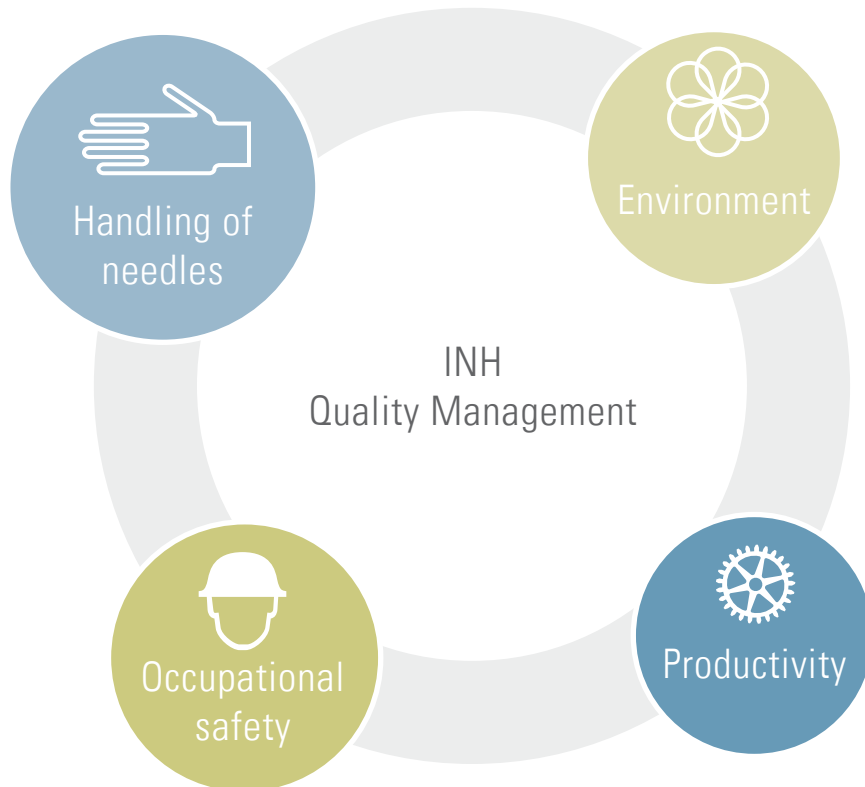 Handling of
needles
Environment
INH
Quality Management
Occupational
safety
Productivity